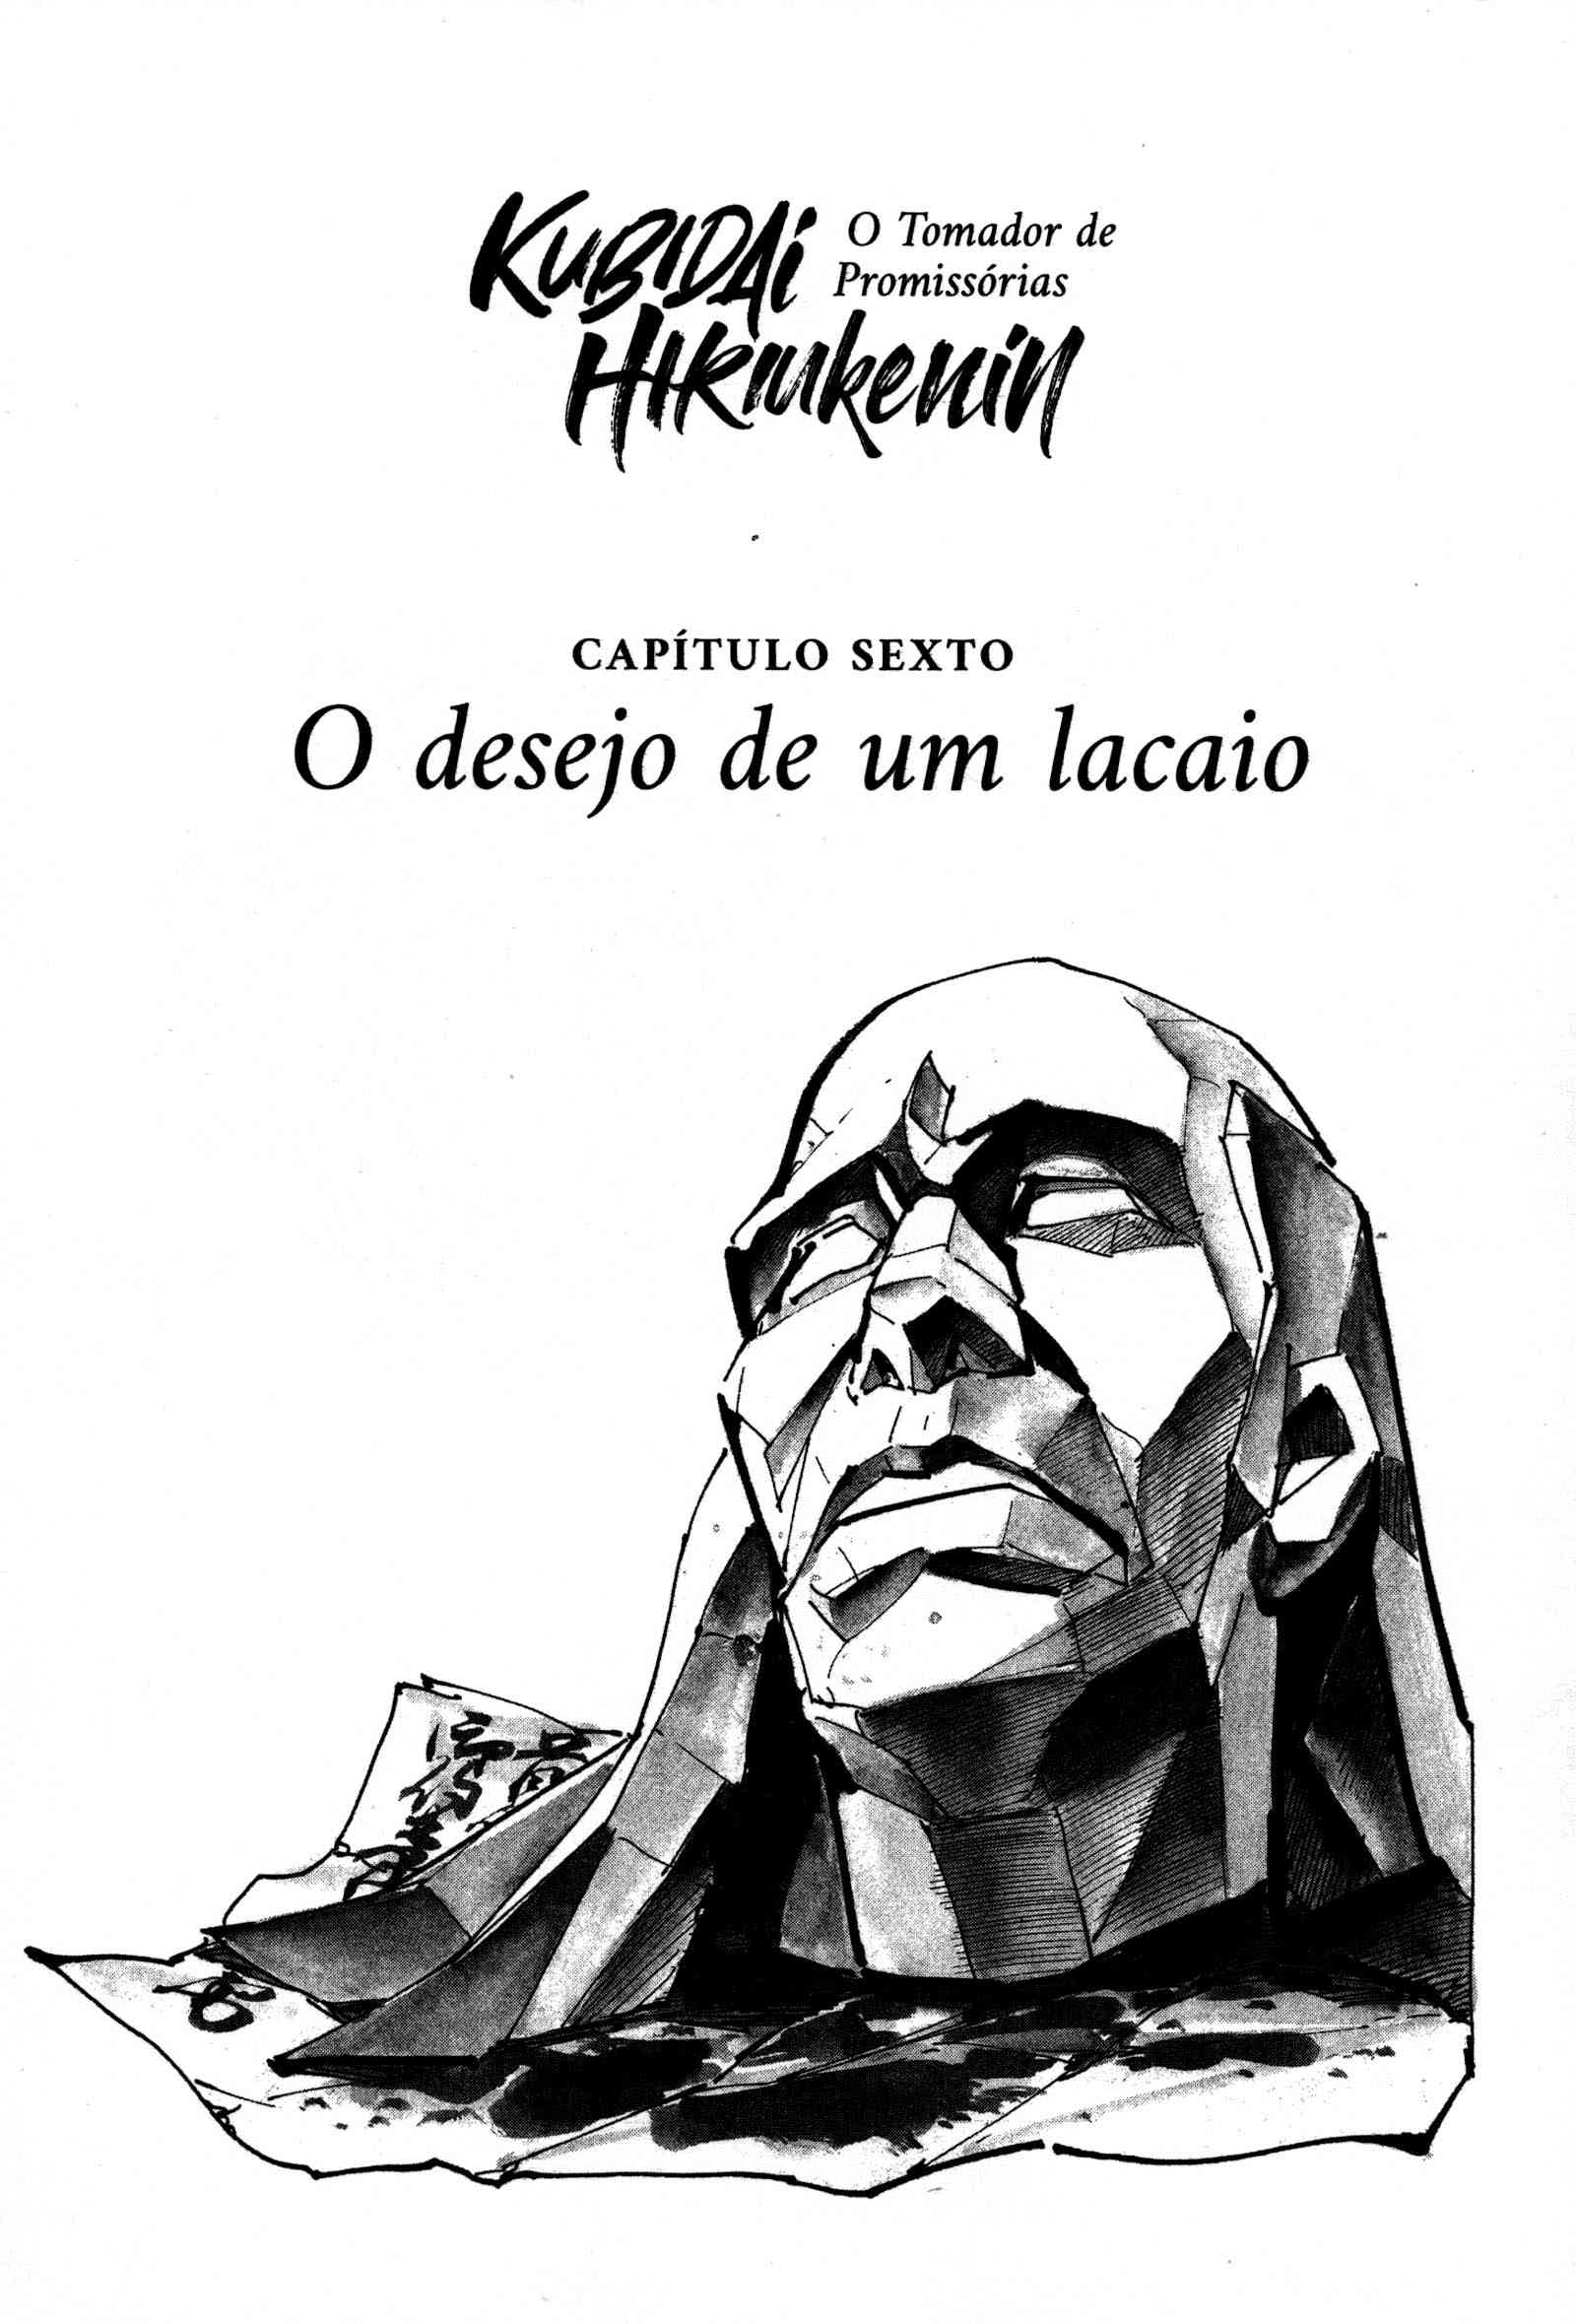 KUBIDAI
O Tomador de
Promissórias
HIKIUKENIN
CAPÍTULO SEXTO
O desejo de um lacaio